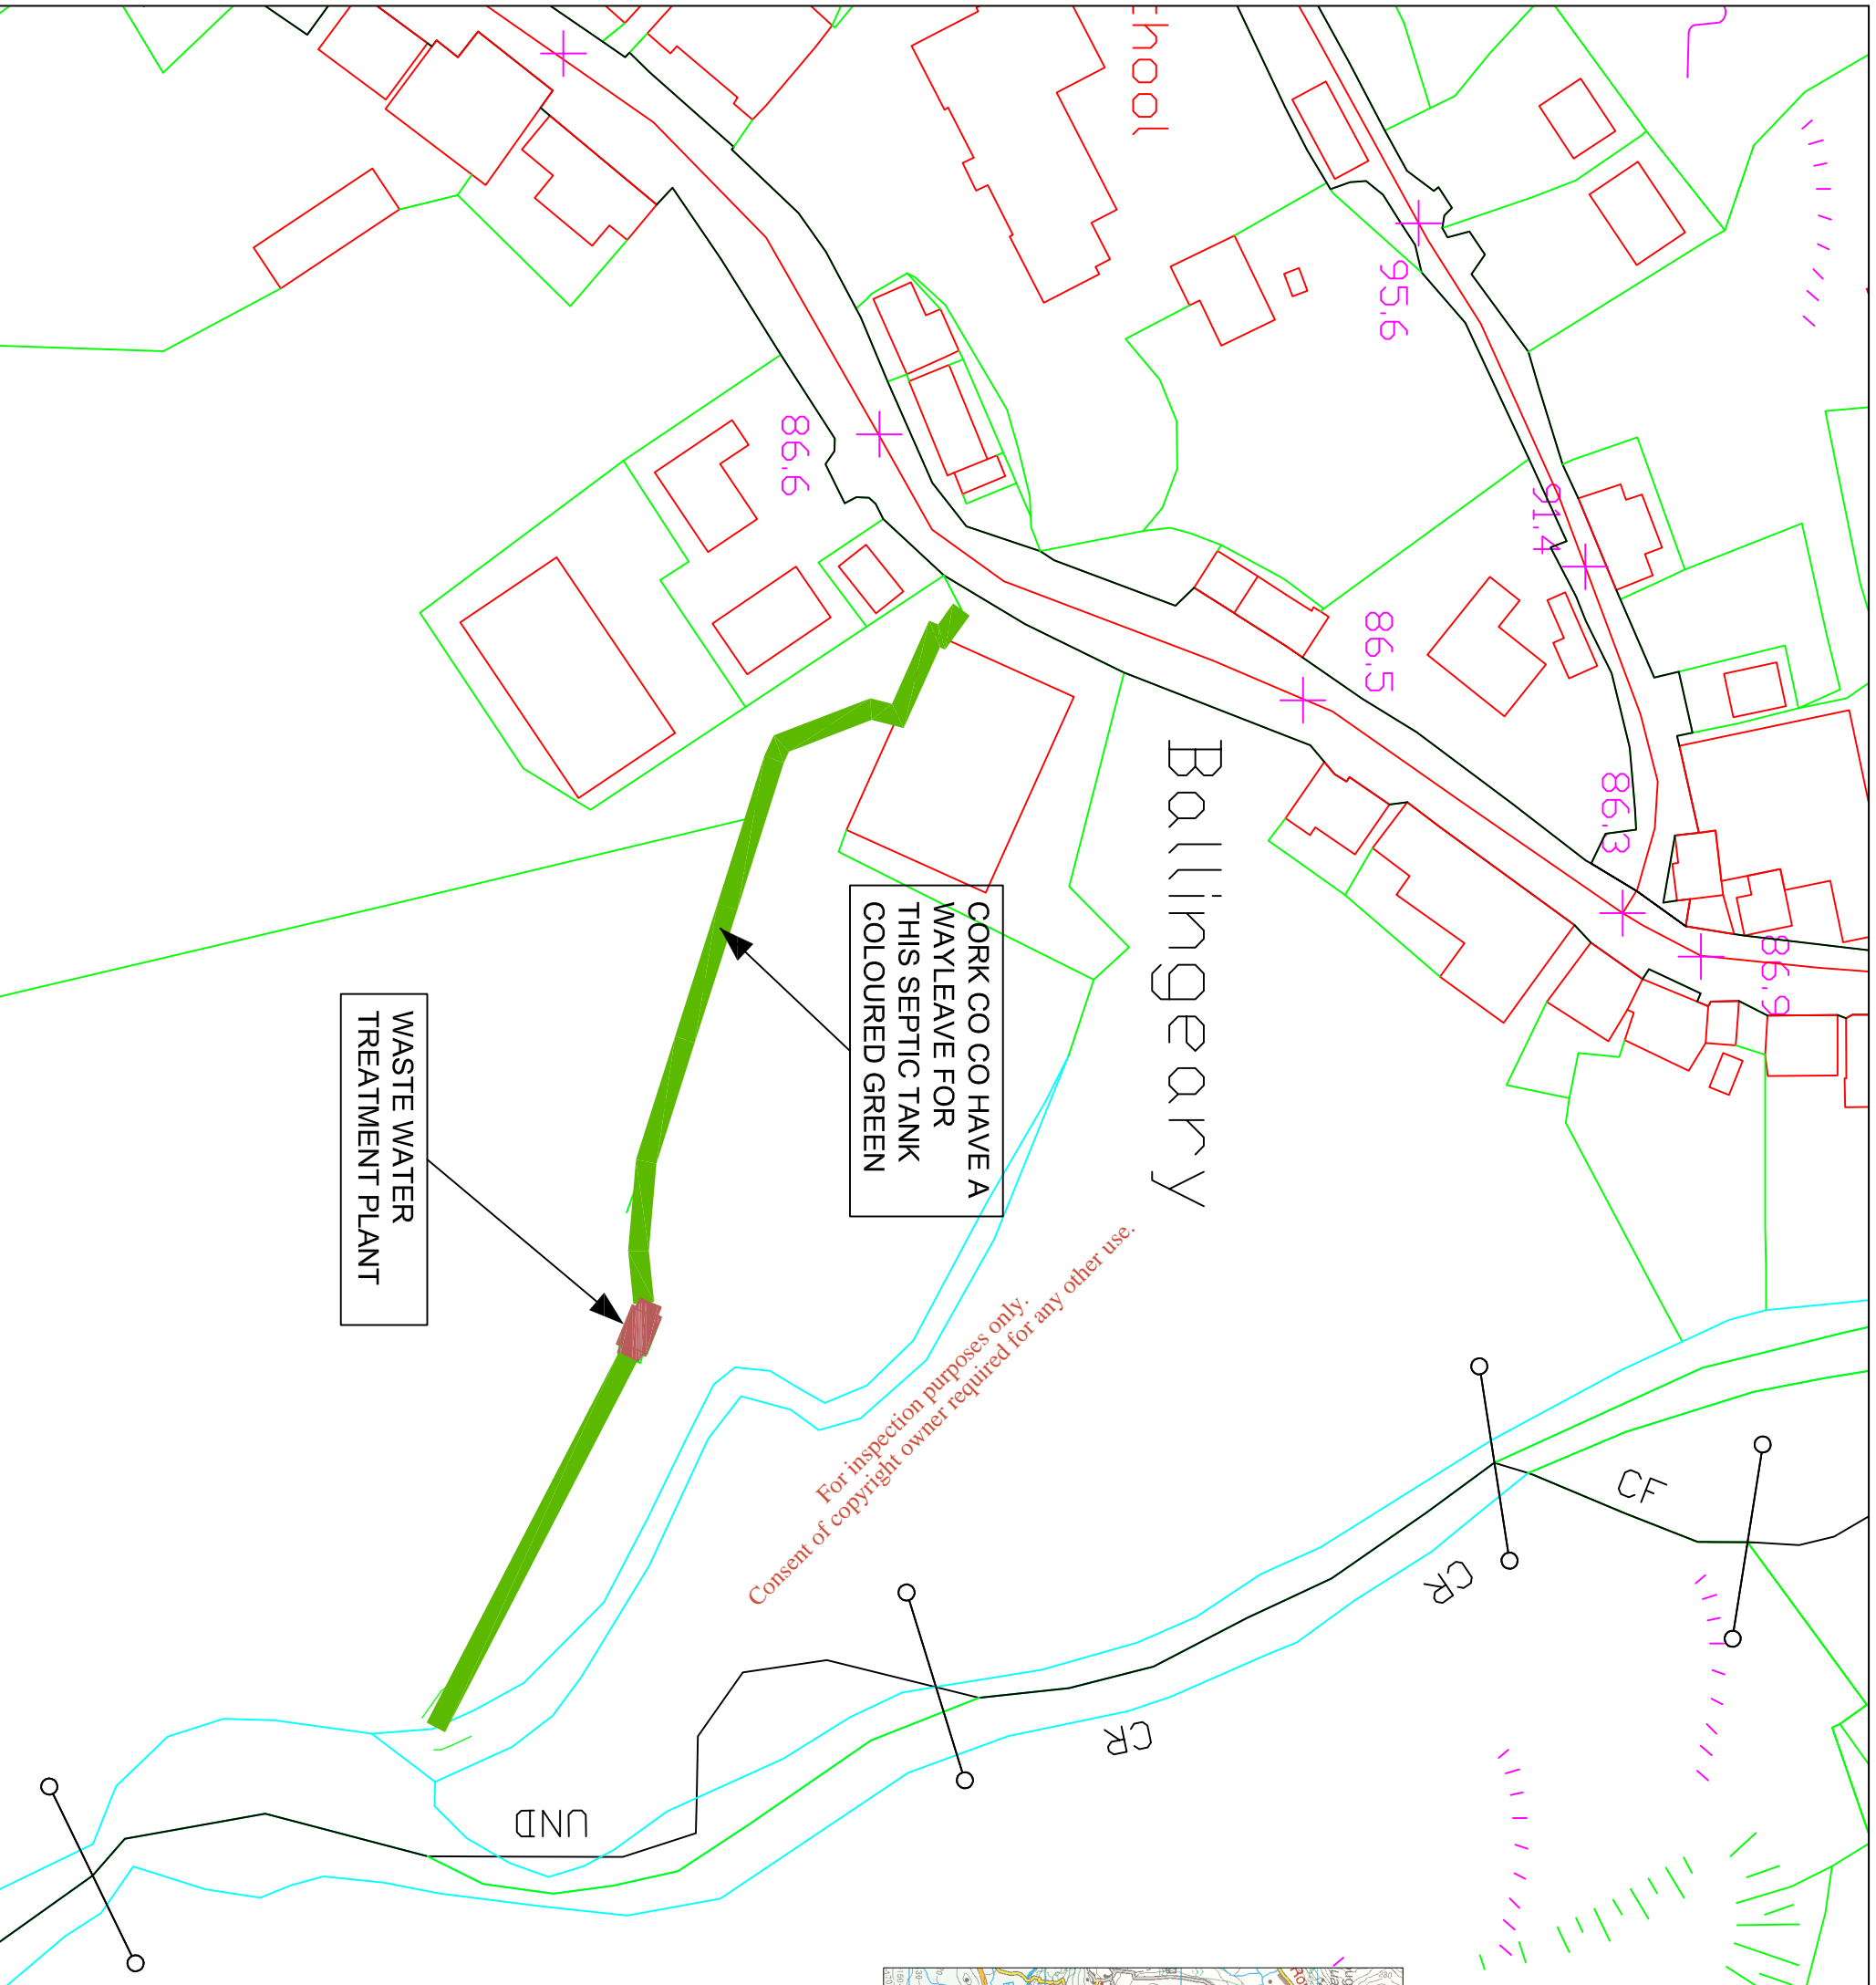 hool
95.6
91.4
86.6
86.5
86.3
86.9
Ballingeary
CORK CO CO HAVE A
WAYLEAVE FOR
THIS SEPTIC TANK
COLOURED GREEN
WASTE WATER
TREATMENT PLANT
For inspection purposes only.
Consent of copyright owner required for any other use.
CF
CR
CR
UND